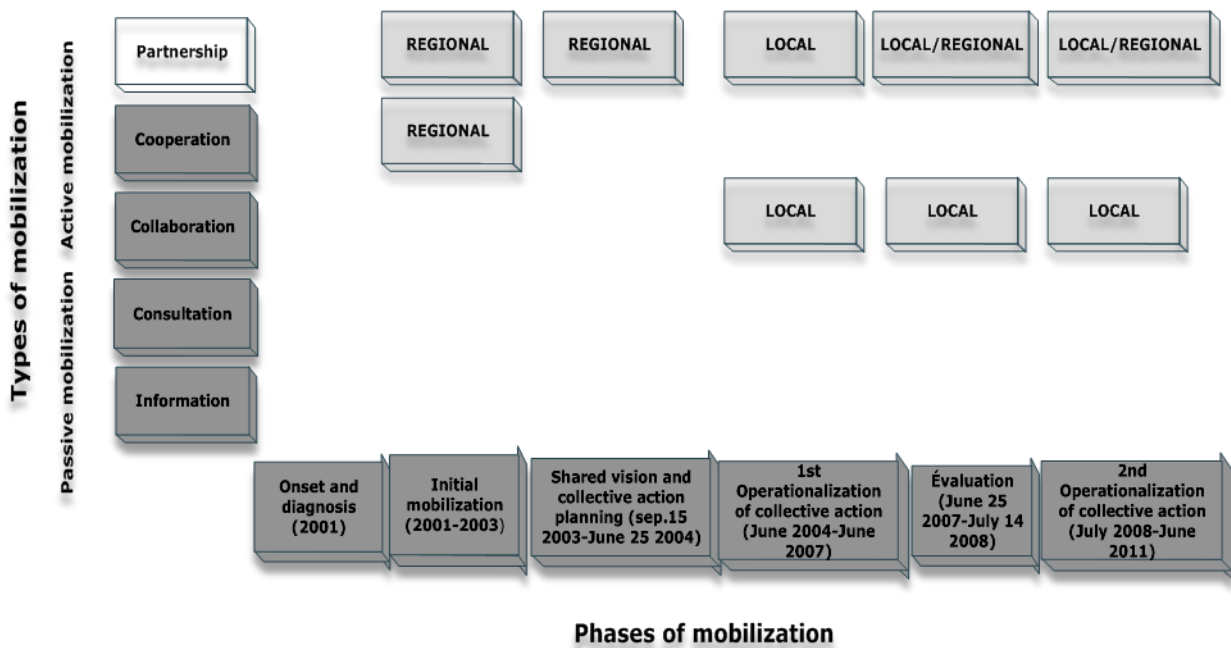 Types of mobilization
Active mobilization
Passive mobilization
Partnership
REGIONAL
REGIONAL
LOCAL
LOCAL/REGIONAL
LOCAL/REGIONAL
Cooperation
REGIONAL
Collaboration
LOCAL
LOCAL
LOCAL
Consultation
Information
Onset and
diagnosis
(2001)
Initial
mobilization
(2001-2003)
Shared vision and
collective action
planning (sep.15
2003-June 25 2004)
1st
Operationalization
of collective action
(June 2004-June
2007)
Évaluation
(June 25
2007-July 14
2008)
2nd
Operationalization
of collective action
(July 2008-June
2011)
Phases of mobilization